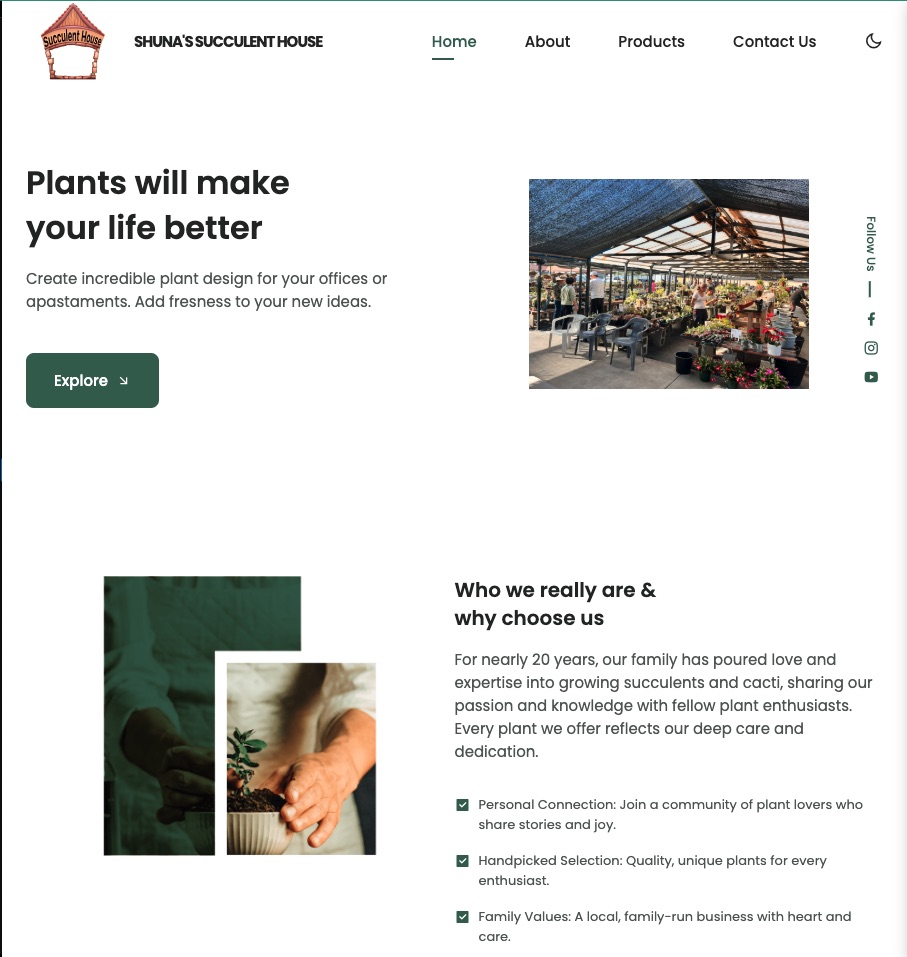 Succulent House
SHUNA'S SUCCULENT HOUSE
Home
About
Products
Contact Us
Plants will make
your life better
Create incredible plant design for your offices or
apastaments. Add fresness to your new ideas.
Explore
Follow Us
Who we really are &
why choose us
For nearly 20 years, our family has poured love and
expertise into growing succulents and cacti, sharing our
passion and knowledge with fellow plant enthusiasts.
Every plant we offer reflects our deep care and
dedication.
Personal Connection: Join a community of plant lovers who
share stories and joy.
Handpicked Selection: Quality, unique plants for every
enthusiast.
Family Values: A local, family-run business with heart and
care.